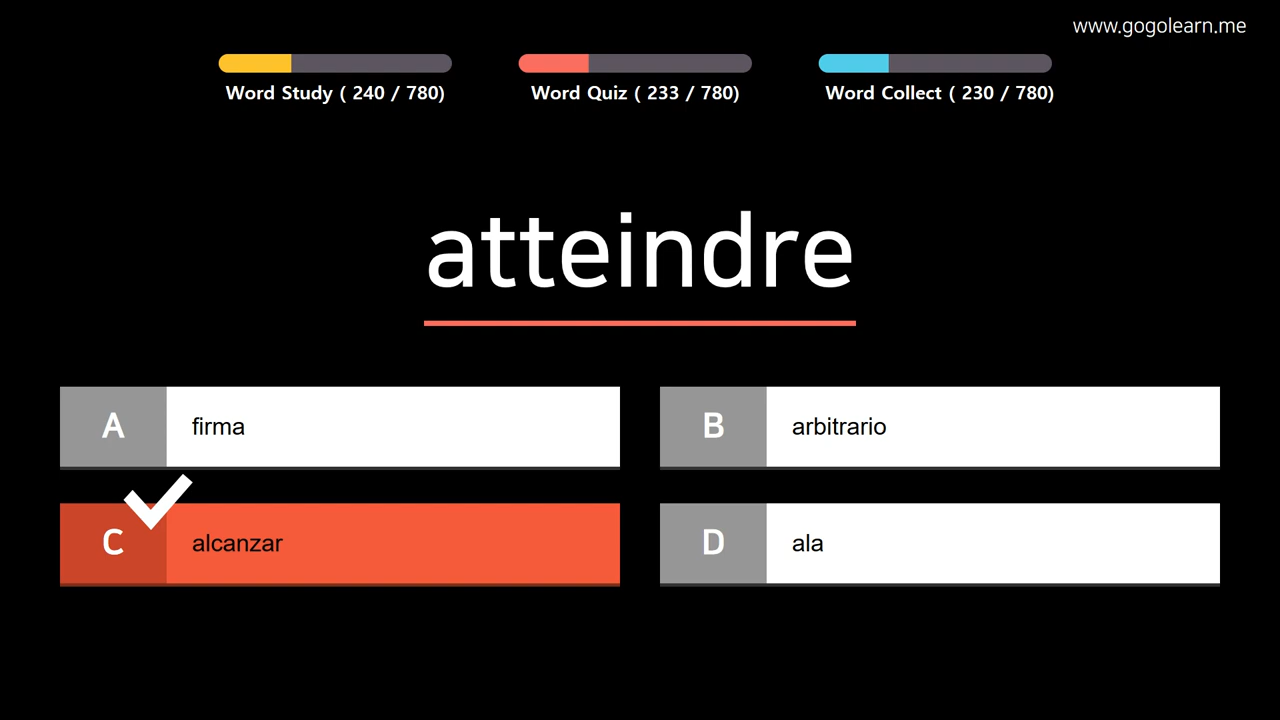 www.gogolearn.me
Word Study ( 240 / 780)
Word Quiz ( 233 / 780)
Word Collect ( 230 / 780)
atteindre
A
firma
B
arbitrario
C
alcanzar
D
ala